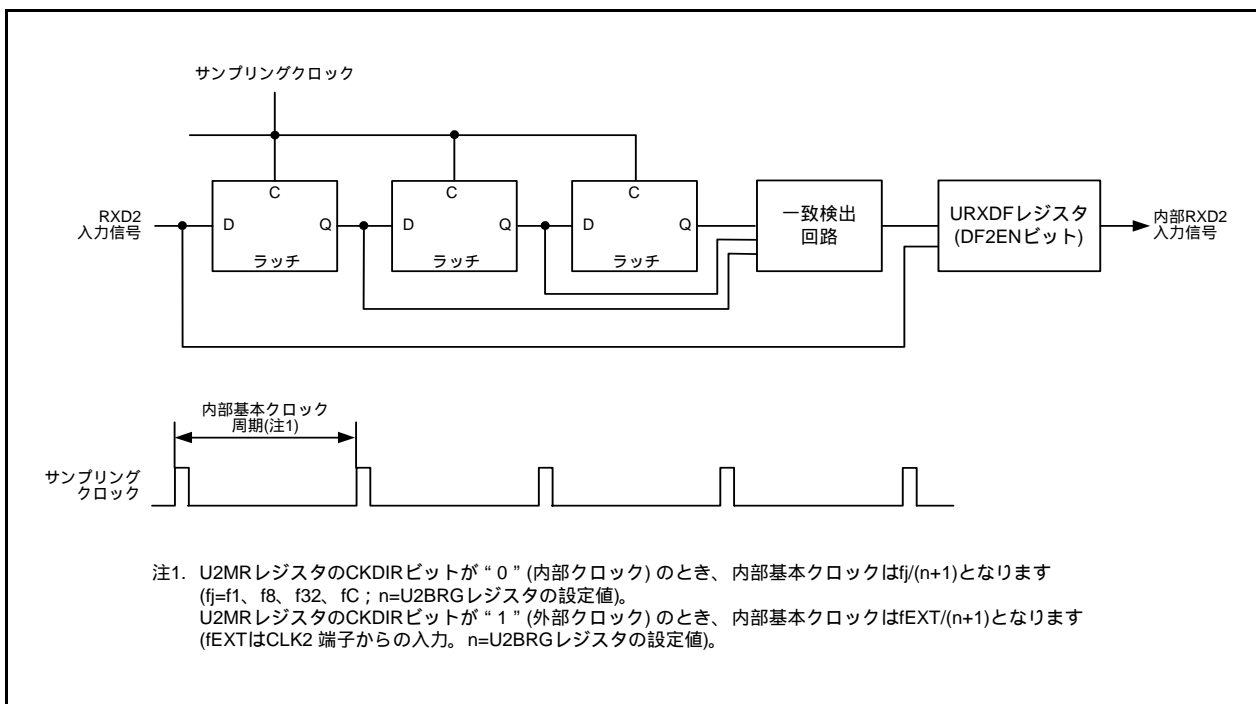 サンプリングクロック
RXD2
入力信号
C
D
Q
ラッチ
C
D
Q
ラッチ
C
D
Q
ラッチ
一致検出
回路
URXDFレジスタ
(DF2ENビット)
内部RXD2
入力信号
内部基本クロック
周期(注1)
サンプリング
クロック
注1. U2MRレジスタのCKDIRビットが“0”(内部クロック) のとき、内部基本クロックはfj/(n+1)となります
(fj=f1、f8、f32、fC；n=U2BRGレジスタの設定値)。
U2MRレジスタのCKDIRビットが“1”(外部クロック) のとき、内部基本クロックはfEXT/(n+1)となります
(fEXTはCLK2 端子からの入力。n=U2BRGレジスタの設定値)。